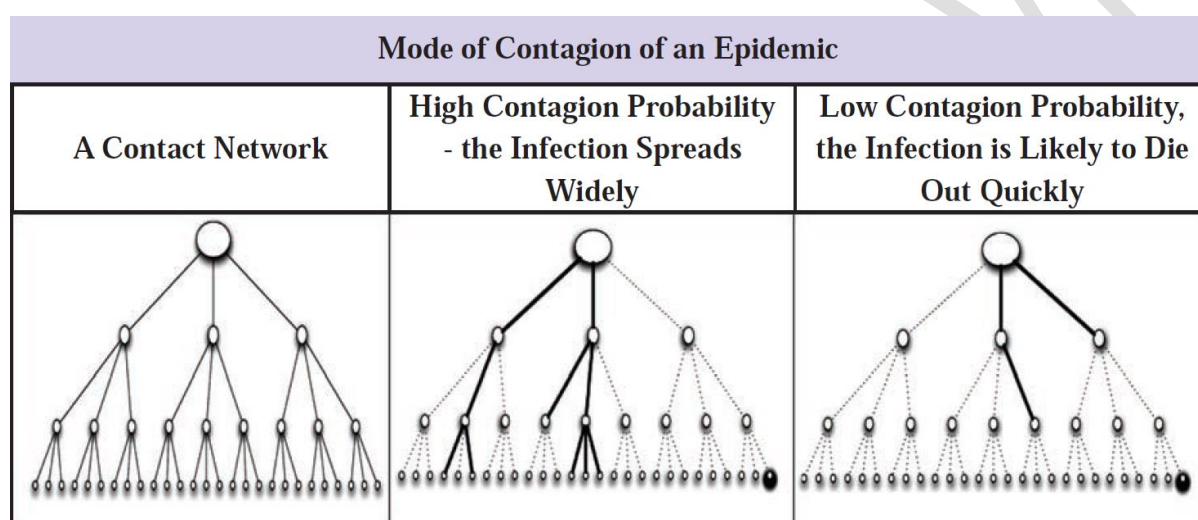 Mode of Contagion of an Epidemic
A Contact Network
High Contagion Probability
- the Infection Spreads
Widely
Low Contagion Probability,
the Infection is Likely to Die
Out Quickly